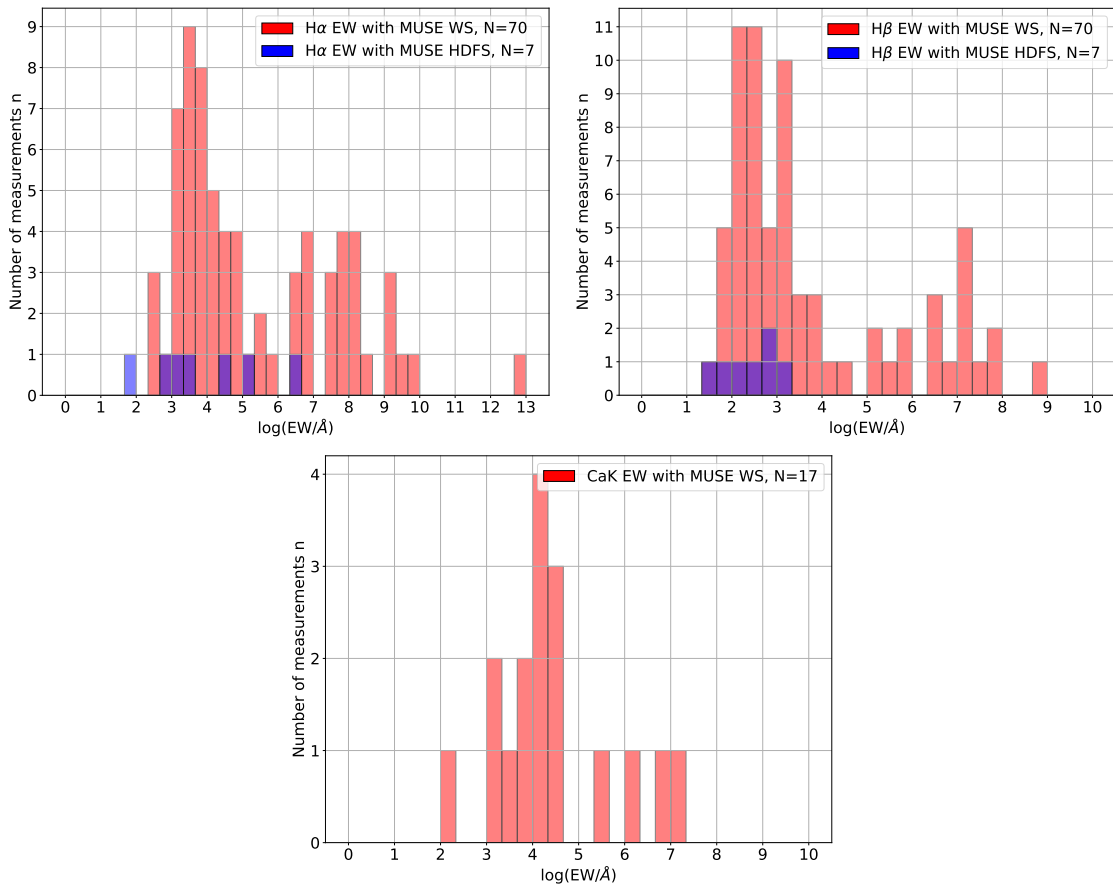 Hα EW with MUSE WS, N=70
Hα EW with MUSE HDFS, N=7
Number of measurements n
9
8
7
6
5
4
3
2
1
0
0 1 2 3 4 5 6 7 8 9 10 11 12 13
log(EW/Å)
Hβ EW with MUSE WS, N=70
Hβ EW with MUSE HDFS, N=7
Number of measurements n
11
10
9
8
7
6
5
4
3
2
1
0
0 1 2 3 4 5 6 7 8 9 10
log(EW/Å)
CaK EW with MUSE WS, N=17
Number of measurements n
4
3
2
1
0
0 1 2 3 4 5 6 7 8 9 10
log(EW/Å)